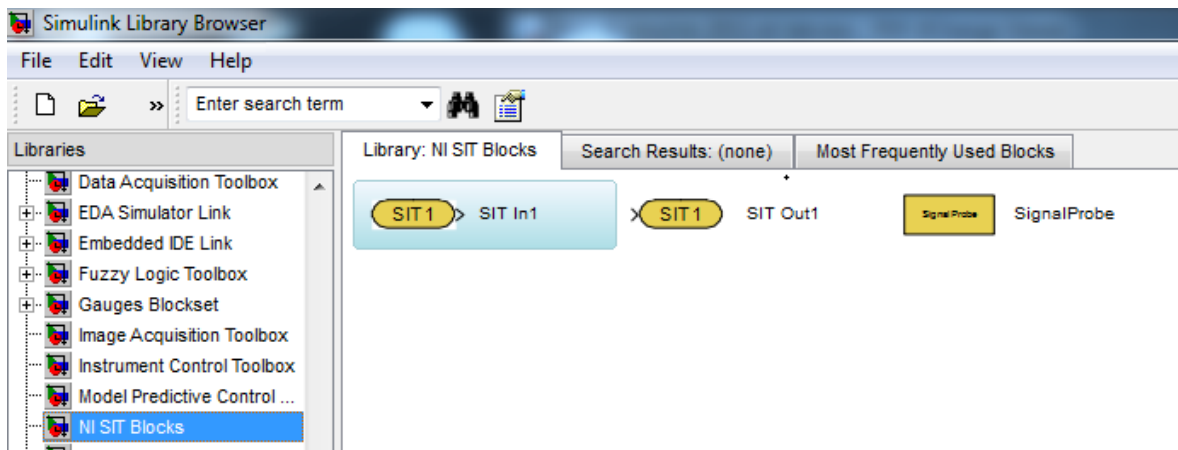 Simulink Library Browser
File Edit View Help
» Enter search term
Libraries
Library: NI SIT Blocks Search Results: (none) Most Frequently Used Blocks
Data Acquisition Toolbox
EDA Simulator Link
Embedded IDE Link
Fuzzy Logic Toolbox
Gauges Blockset
Image Acquisition Toolbox
Instrument Control Toolbox
Model Predictive Control ...
NI SIT Blocks
SIT1 SIT In1
SIT1 SIT Out1
Signal Probe SignalProbe